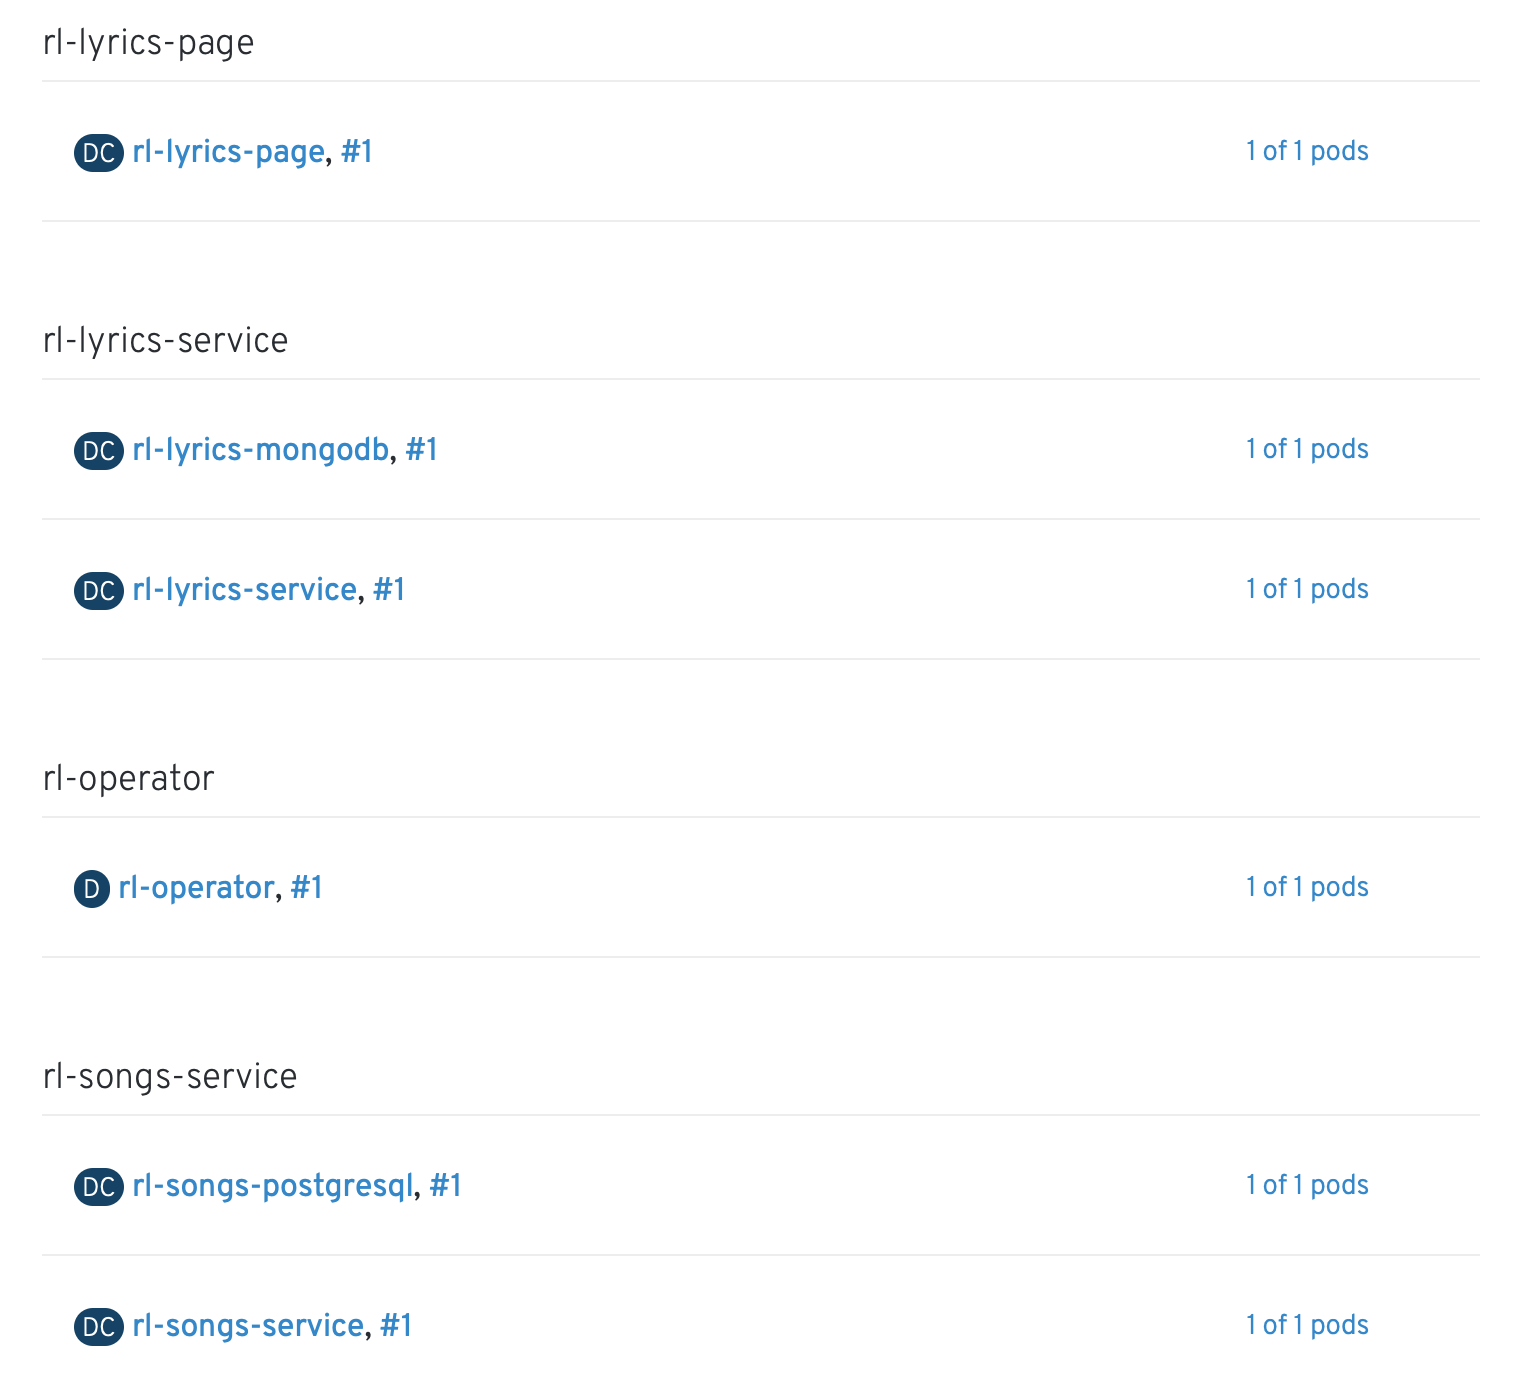 rl-lyrics-page
DC rl-lyrics-page, #1 1 of 1 pods
rl-lyrics-service
DC rl-lyrics-mongodb, #1 1 of 1 pods
DC rl-lyrics-service, #1 1 of 1 pods
rl-operator
D rl-operator, #1 1 of 1 pods
rl-songs-service
DC rl-songs-postgresql, #1 1 of 1 pods
DC rl-songs-service, #1 1 of 1 pods